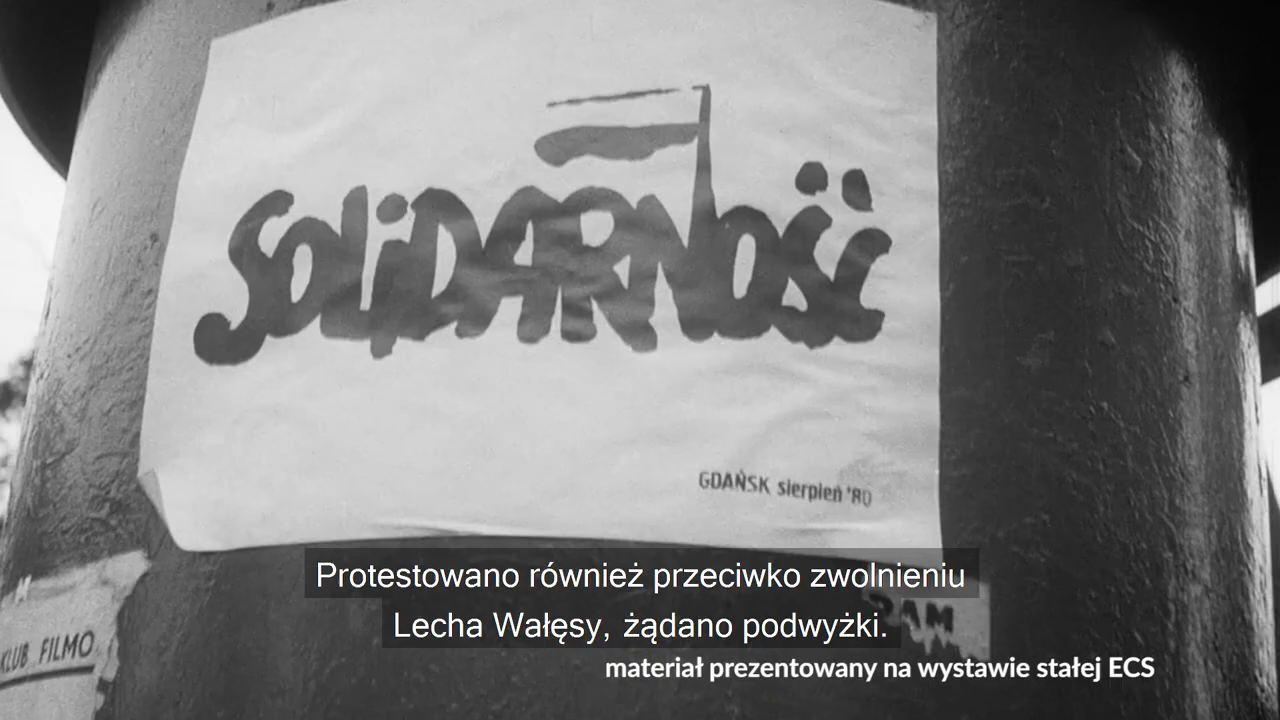 SOLiDARNOŚĆ
GDAŃSK sierpień '80
Protestowano również przeciwko zwolnieniu
Lecha Wałęsy, żądano podwyżki.
KLUB FILMO
materiał prezentowany na wystawie stałej ECS